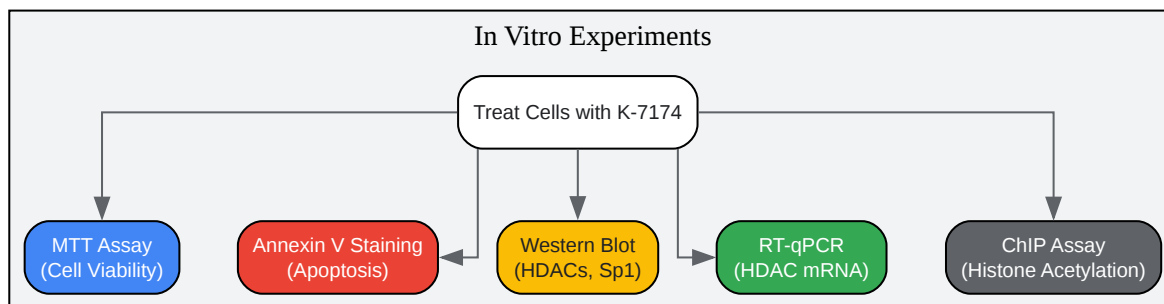 In Vitro Experiments
Treat Cells with K-7174
MTT Assay
(Cell Viability)
Annexin V Staining
(Apoptosis)
Western Blot
(HDACs, Sp1)
RT-qPCR
(HDAC mRNA)
ChIP Assay
(Histone Acetylation)